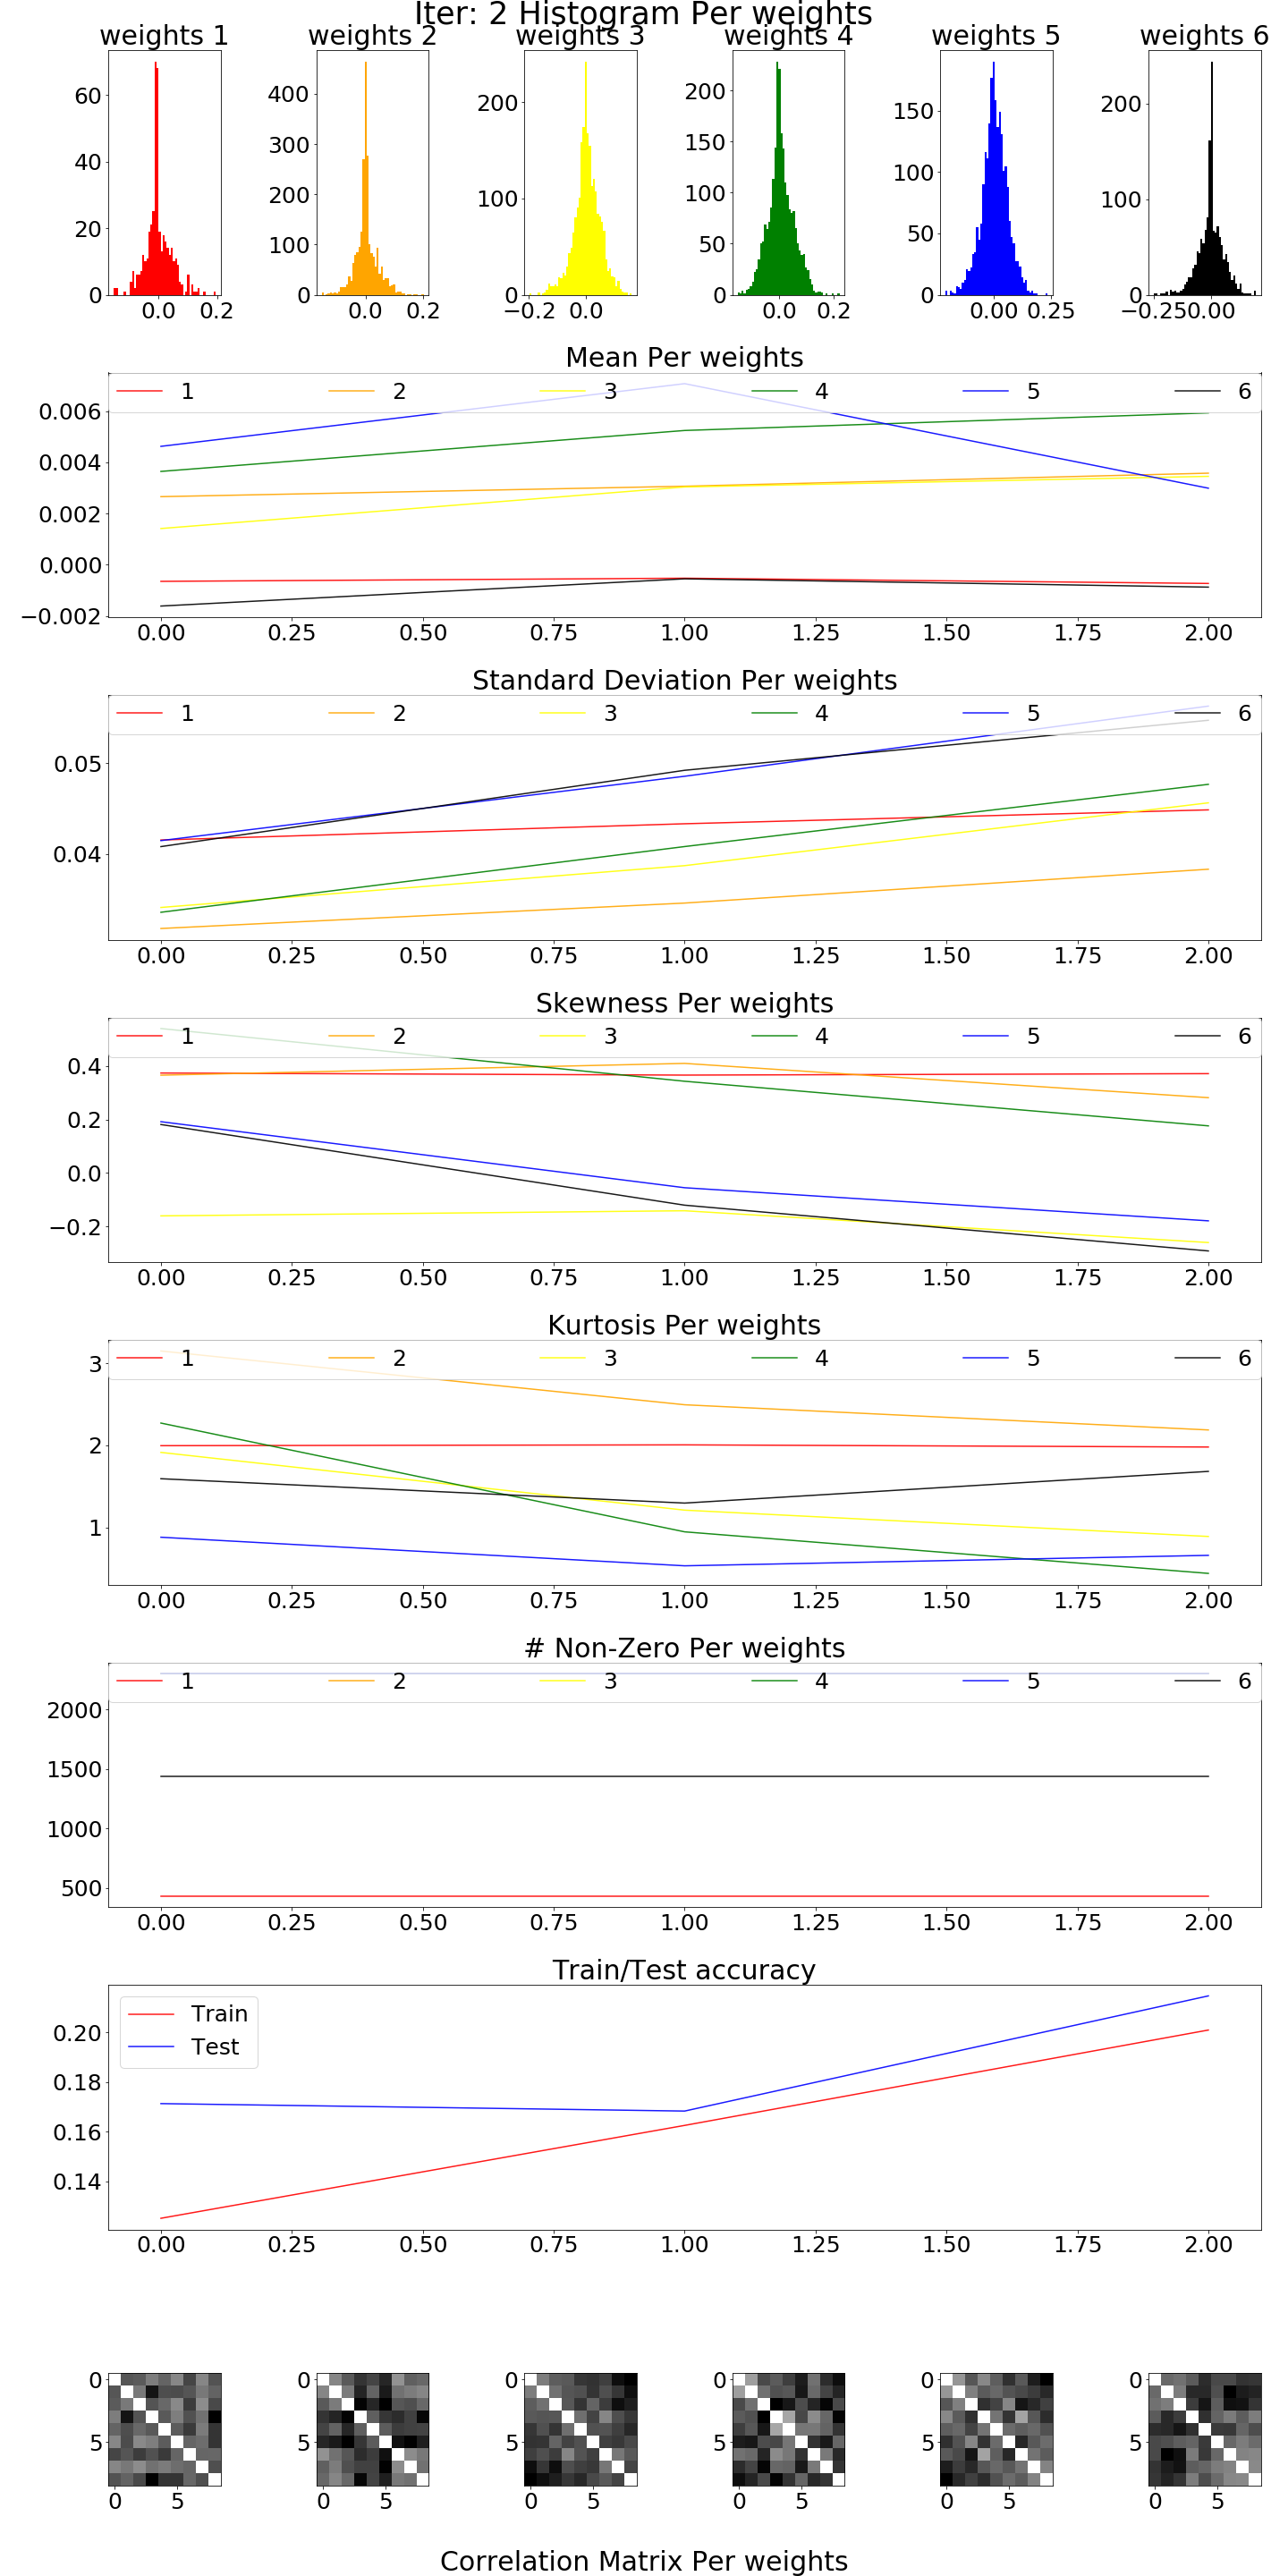 Iter: 2 Histogram Per weights
weights 1 weights 2 weights 3 weights 4 weights 5 weights 6
60 40 20 0
0.0 0.2
400 300 200 100 0
0.0 0.2
200 100 0
−0.2 0.0
200 150 100 50 0
0.0 0.2
150 100 50 0
0.00 0.25
200 100 0
−0.25 0.00
Mean Per weights
1 2 3 4 5 6
0.006
0.004
0.002
0.000
−0.002
0.00 0.25 0.50 0.75 1.00 1.25 1.50 1.75 2.00
Standard Deviation Per weights
1 2 3 4 5 6
0.05
0.04
0.00 0.25 0.50 0.75 1.00 1.25 1.50 1.75 2.00
Skewness Per weights
1 2 3 4 5 6
0.4
0.2
0.0
−0.2
0.00 0.25 0.50 0.75 1.00 1.25 1.50 1.75 2.00
Kurtosis Per weights
1 2 3 4 5 6
3
2
1
0.00 0.25 0.50 0.75 1.00 1.25 1.50 1.75 2.00
# Non-Zero Per weights
1 2 3 4 5 6
2000
1500
1000
500
0.00 0.25 0.50 0.75 1.00 1.25 1.50 1.75 2.00
Train/Test accuracy
Train
Test
0.20
0.18
0.16
0.14
0.00 0.25 0.50 0.75 1.00 1.25 1.50 1.75 2.00
0 0 0 0 0 0
5 5 5 5 5 5
0 5 0 5 0 5 0 5 0 5 0 5
Correlation Matrix Per weights